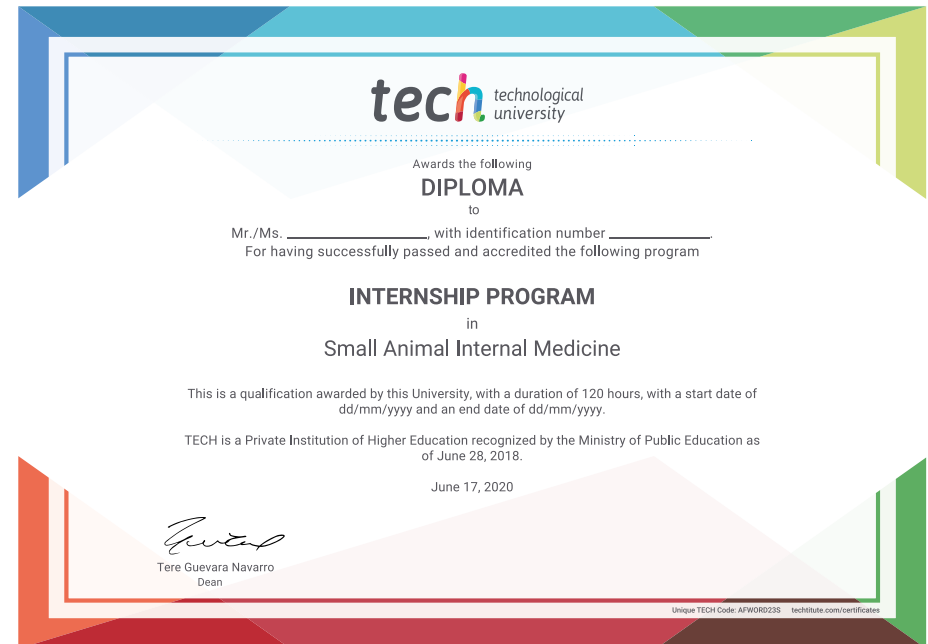 tech technological
university
Awards the following
DIPLOMA
to
Mr./Ms. ____________________, with identification number ______________.
For having successfully passed and accredited the following program
INTERNSHIP PROGRAM
in
Small Animal Internal Medicine
This is a qualification awarded by this University, with a duration of 120 hours, with a start date of
dd/mm/yyyy and an end date of dd/mm/yyyy.
TECH is a Private Institution of Higher Education recognized by the Ministry of Public Education as
of June 28, 2018.
June 17, 2020
Tere Guevara Navarro
Dean
Unique TECH Code: AFWORD23S techtitute.com/certificates